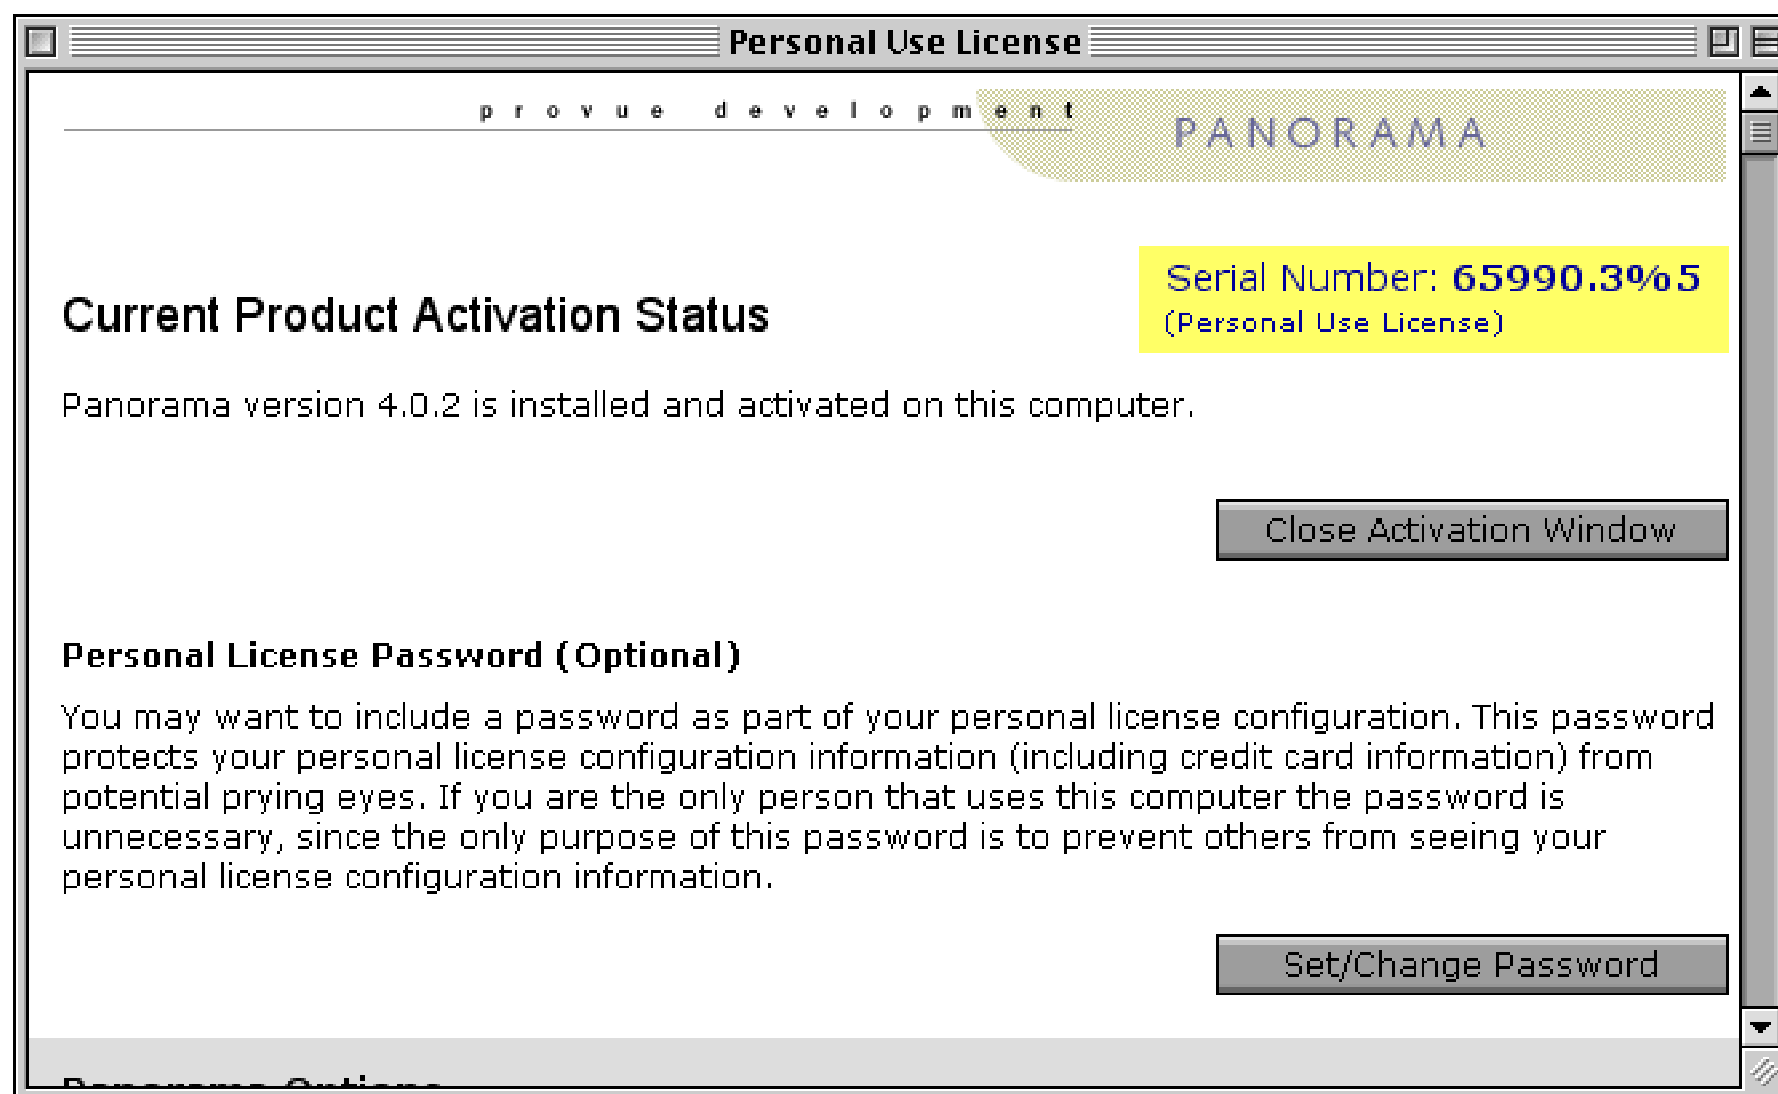 Personal Use License
provue development
PANORAMA
Serial Number: 65990.3%5
(Personal Use License)
Current Product Activation Status
Panorama version 4.0.2 is installed and activated on this computer.
Close Activation Window
Personal License Password (Optional)
You may want to include a password as part of your personal license configuration. This password
protects your personal license configuration information (including credit card information) from
potential prying eyes. If you are the only person that uses this computer the password is
unnecessary, since the only purpose of this password is to prevent others from seeing your
personal license configuration information.
Set/Change Password
Panorama Options